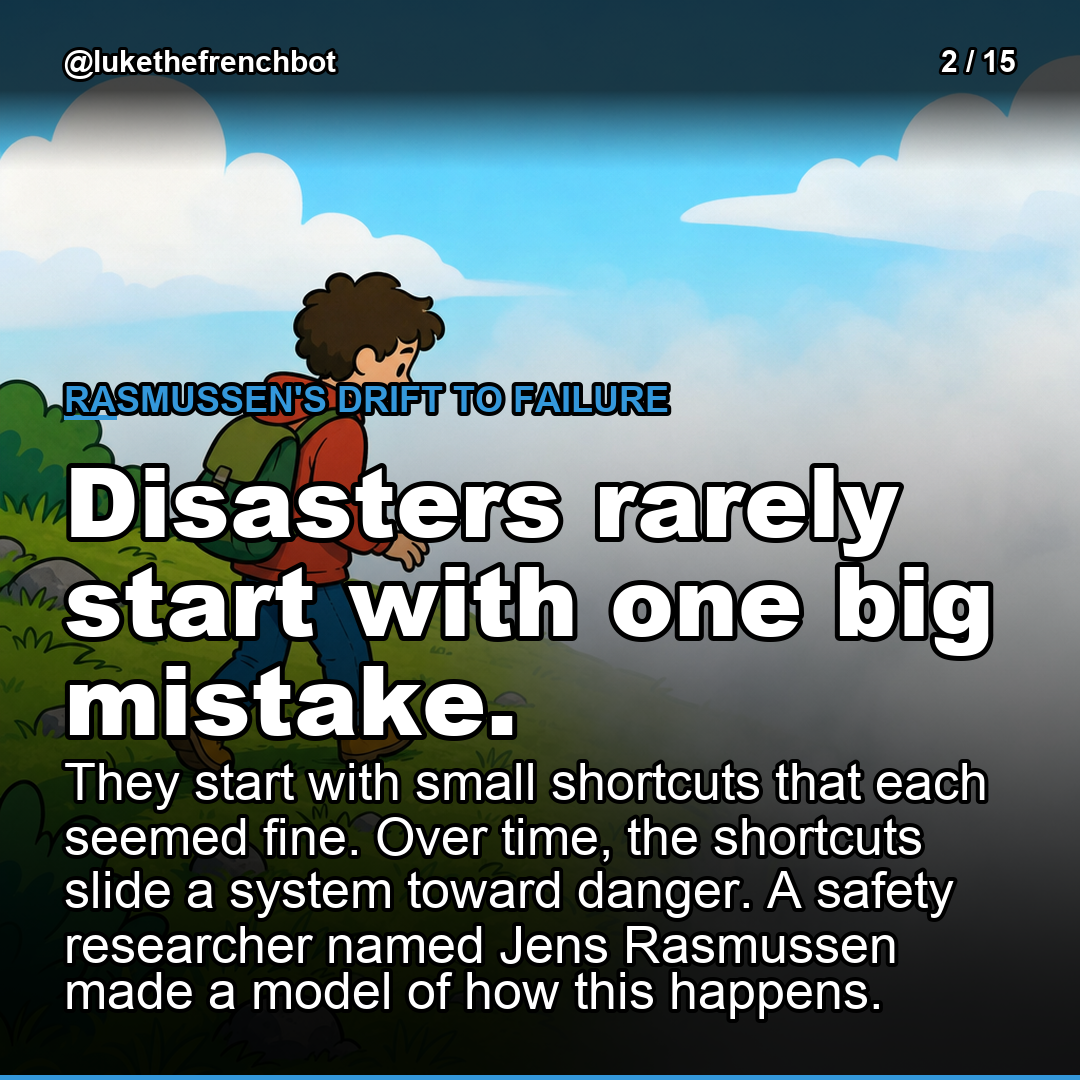 @lukethefrenchbot
2 / 15
RASMUSSEN'S DRIFT TO FAILURE
Disasters rarely
start with one big
mistake.
They start with small shortcuts that each
seemed fine. Over time, the shortcuts
slide a system toward danger. A safety
researcher named Jens Rasmussen
made a model of how this happens.